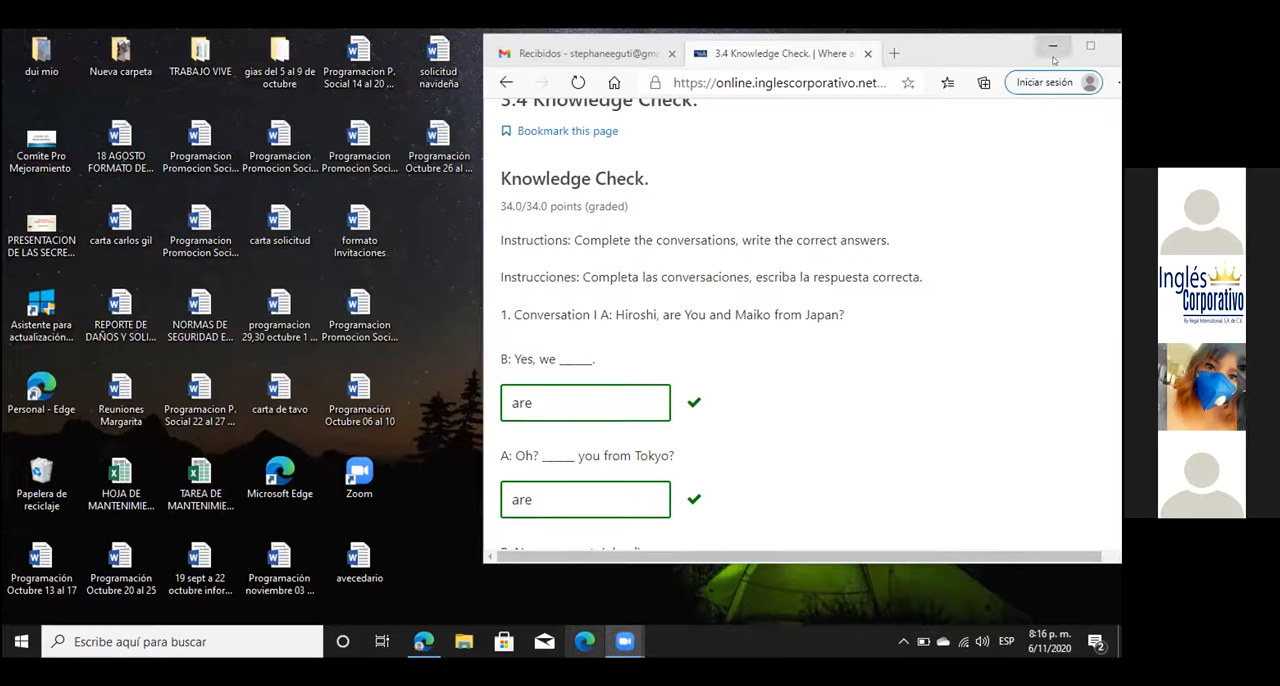 dui mio
Nueva carpeta
TRABAJO VIVE
gias del 5 al 9 de
octubre
Programacion P.
Social 14 al 20 ...
solicitud
navideña
Comite Pro
Mejoramiento
18 AGOSTO
FORMATO DE...
Programacion
Promocion Soci...
Programacion
Promocion Soci...
Programacion
Promocion Soci...
Programación
Octubre 26 al ...
PRESENTACION
DE LAS SECRE...
carta carlos gil
Programacion
Promocion Soci...
carta solicitud
formato
Invitaciones
Asistente para
actualización...
REPORTE DE
DAÑOS Y SOLI...
NORMAS DE
SEGURIDAD E...
programacion
29,30 octubre 1 ...
Programacion
Promocion Soci...
Personal - Edge
Reuniones
Margarita
Programacion P.
Social 22 al 27 ...
carta de tavo
Programación
Octubre 06 al 10
Papelera de
reciclaje
HOJA DE
MANTENIMIE...
TAREA DE
MANTENIMIE...
Microsoft Edge
Zoom
Programación
Octubre 13 al 17
Programación
Octubre 20 al 25
19 sept a 22
octubre infor...
Programación
noviembre 03 ...
avecedario
Recibidos - stephaneeguti@gma
3.4 Knowledge Check. | Where a
https://online.inglescorporativo.net...
Iniciar sesión
3.4 Knowledge Check.
Bookmark this page
Knowledge Check.
34.0/34.0 points (graded)
Instructions: Complete the conversations, write the correct answers.
Instrucciones: Completa las conversaciones, escriba la respuesta correcta.
1. Conversation I A: Hiroshi, are You and Maiko from Japan?
B: Yes, we _____.
are
A: Oh? _____ you from Tokyo?
are
Inglés
Corporativo
By Regal International, S.A. de C.V.
Escribe aquí para buscar
ESP
8:16 p. m.
6/11/2020
2